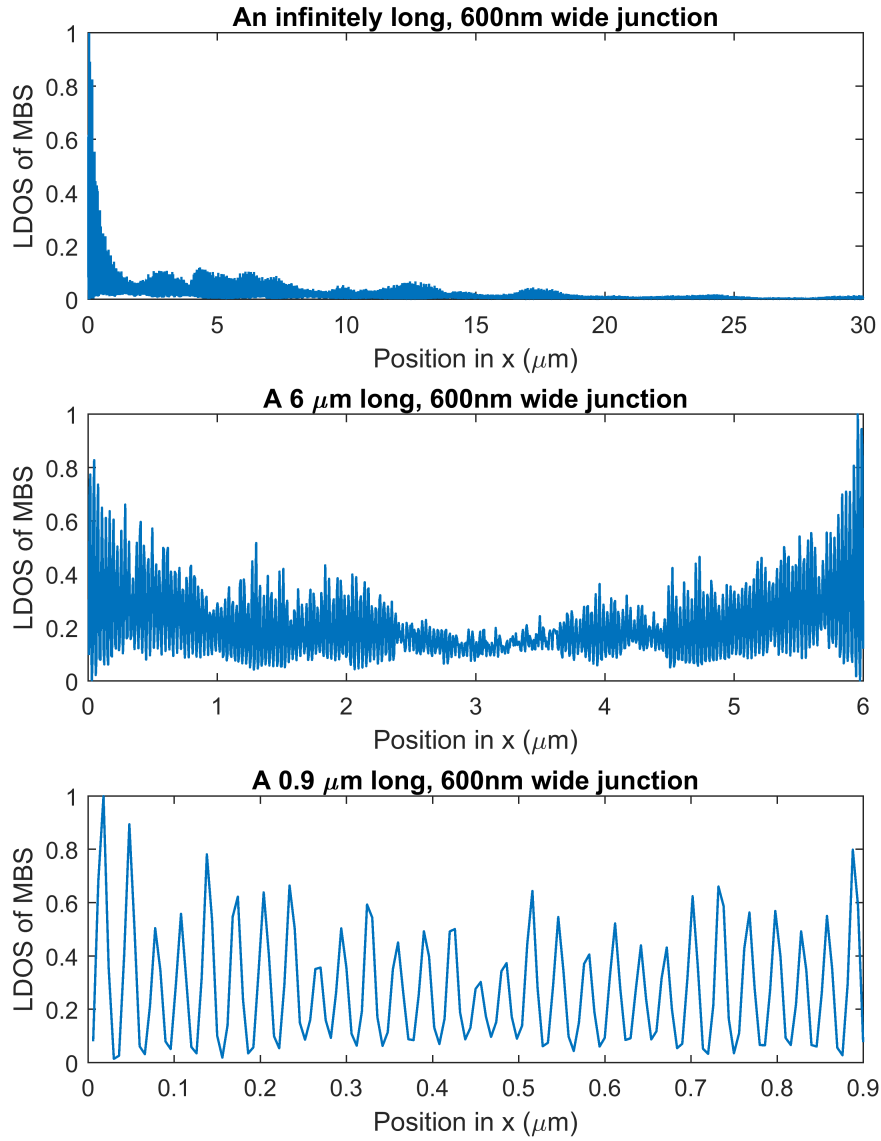 An infinitely long, 600nm wide junction
1
0.8
0.6
0.4
0.2
0
LDOS of MBS
0 5 10 15 20 25 30
Position in x (μm)
A 6 μm long, 600nm wide junction
1
0.8
0.6
0.4
0.2
0
LDOS of MBS
0 1 2 3 4 5 6
Position in x (μm)
A 0.9 μm long, 600nm wide junction
1
0.8
0.6
0.4
0.2
0
LDOS of MBS
0 0.1 0.2 0.3 0.4 0.5 0.6 0.7 0.8 0.9
Position in x (μm)